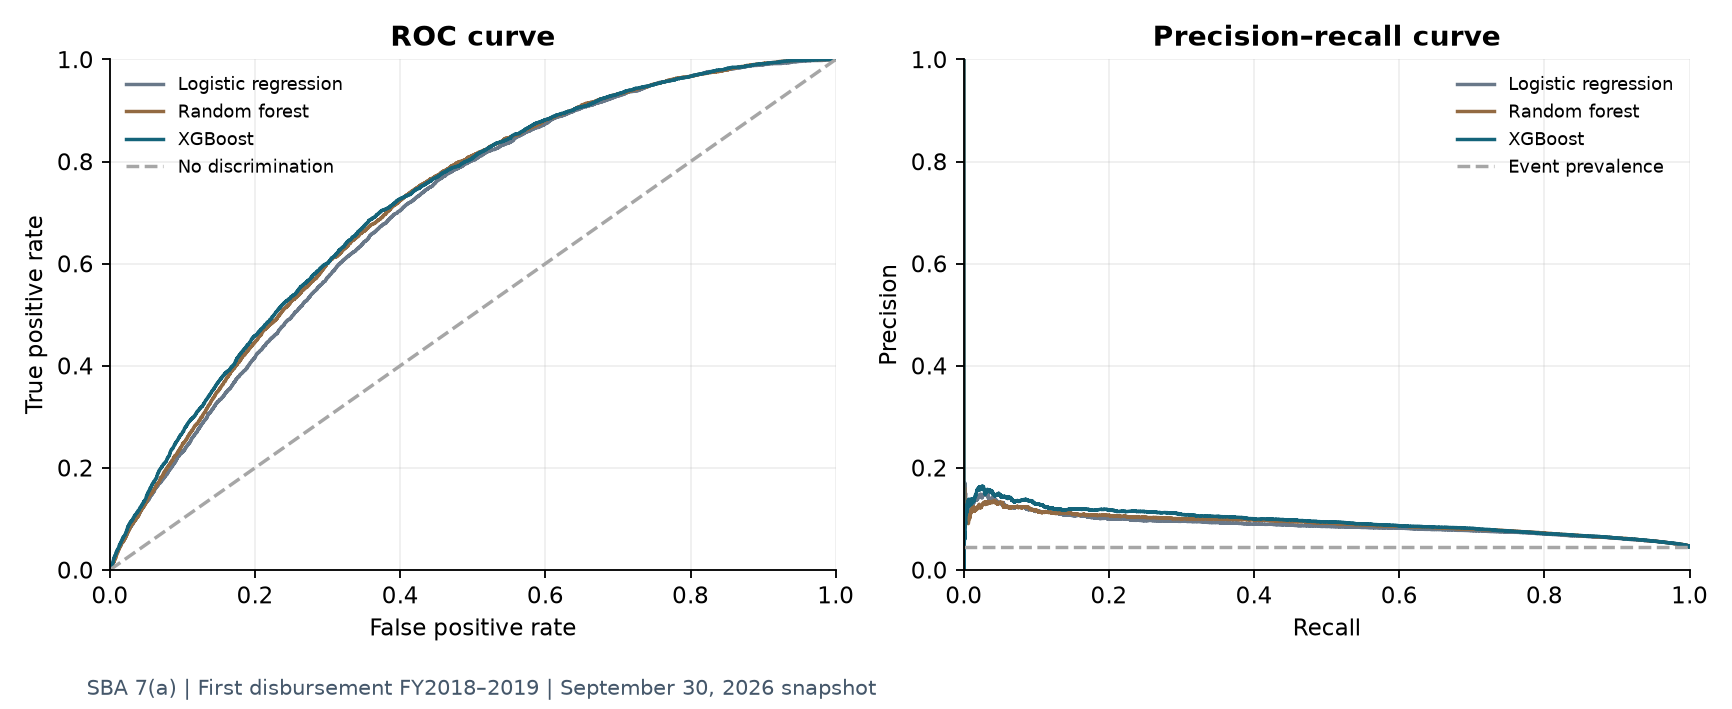 ROC curve
Logistic regression
Random forest
XGBoost
No discrimination
True positive rate
1.0
0.8
0.6
0.4
0.2
0.0
0.0 0.2 0.4 0.6 0.8 1.0
False positive rate
Precision–recall curve
Logistic regression
Random forest
XGBoost
Event prevalence
Precision
1.0
0.8
0.6
0.4
0.2
0.0
0.0 0.2 0.4 0.6 0.8 1.0
Recall
SBA 7(a) | First disbursement FY2018–2019 | September 30, 2026 snapshot